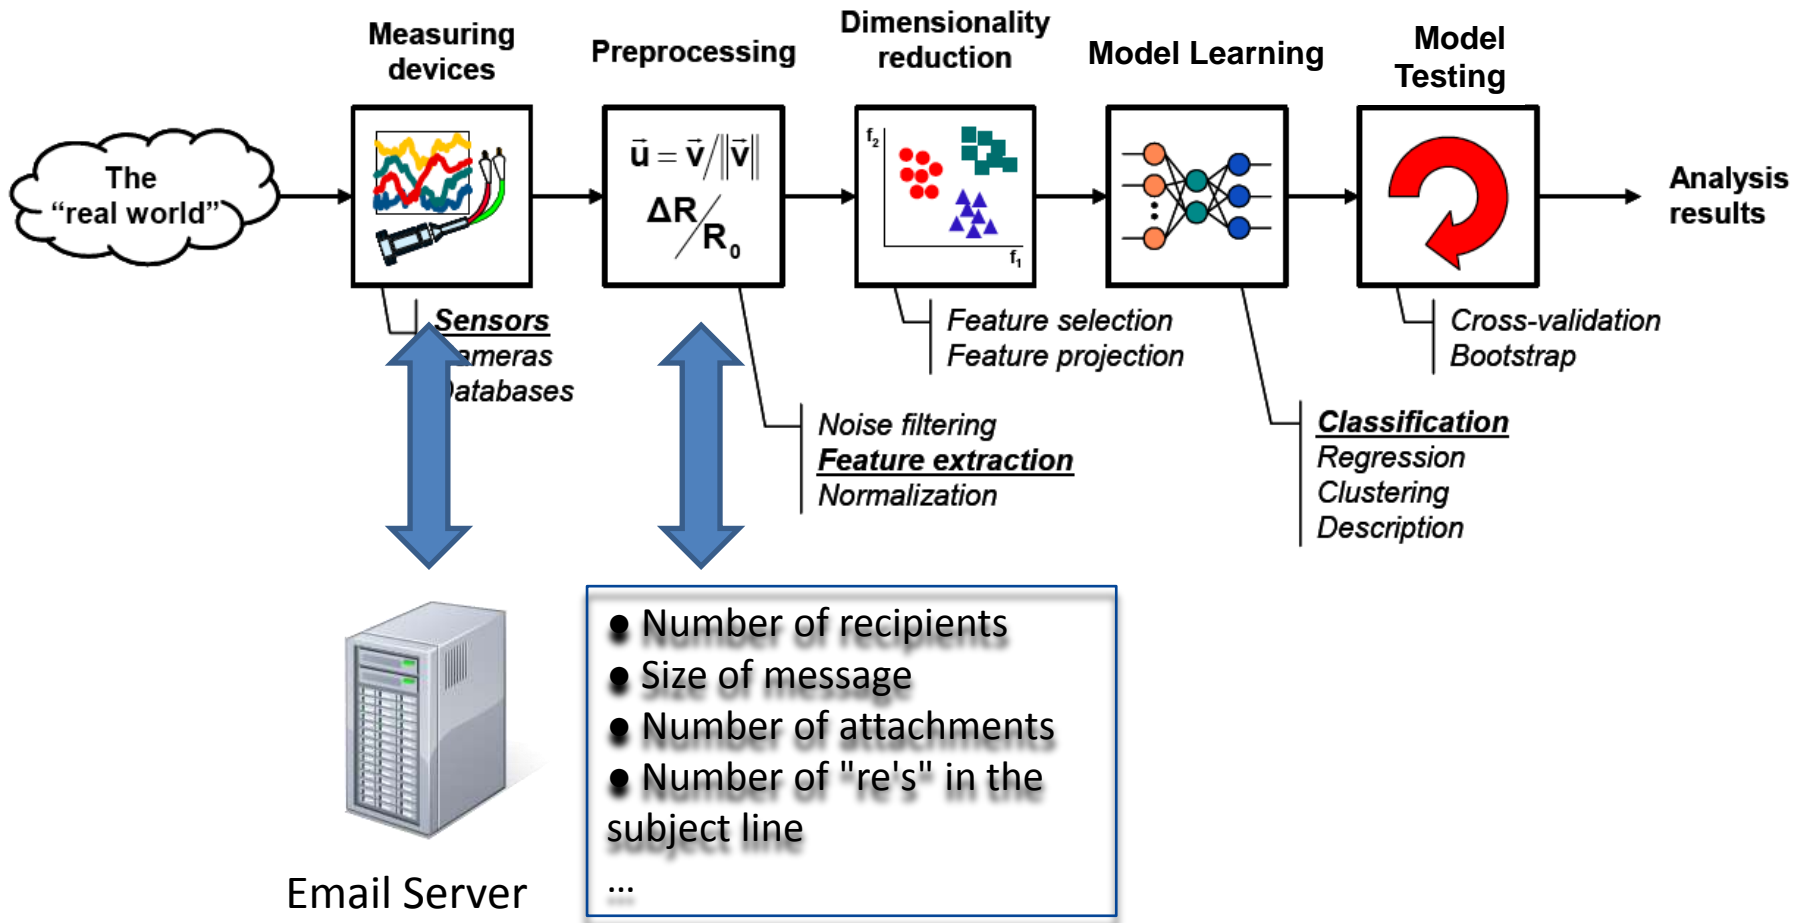 Measuring
devices
Preprocessing
Dimensionality
reduction
Model Learning
Model
Testing
The
“real world”
u⃗ = v⃗/‖v⃗‖
ΔR/R₀
f₂
f₁
Analysis
results
Sensors
ameras
atabases
Noise filtering
Feature extraction
Normalization
Feature selection
Feature projection
Classification
Regression
Clustering
Description
Cross-validation
Bootstrap
Email Server
● Number of recipients
● Size of message
● Number of attachments
● Number of "re's" in the
subject line
...